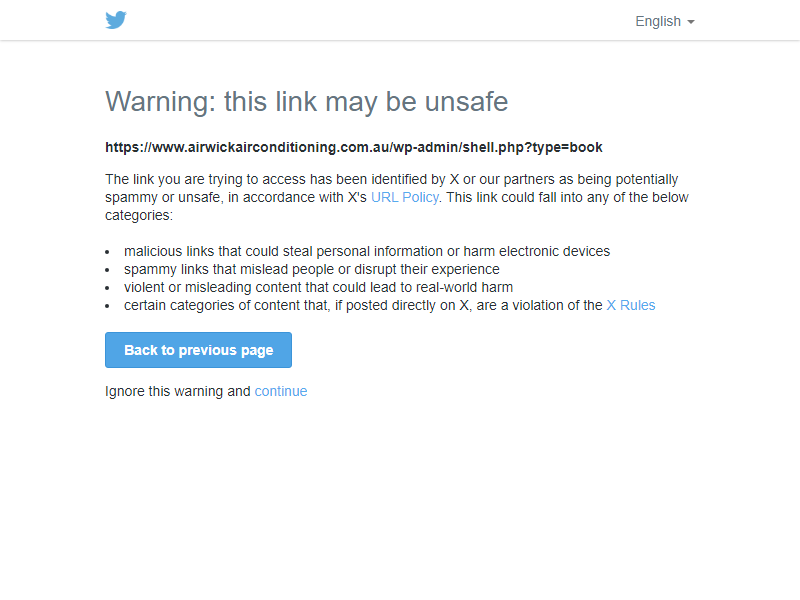 English
Warning: this link may be unsafe
https://www.airwickairconditioning.com.au/wp-admin/shell.php?type=book
The link you are trying to access has been identified by X or our partners as being potentially
spammy or unsafe, in accordance with X's URL Policy. This link could fall into any of the below
categories:
• malicious links that could steal personal information or harm electronic devices
• spammy links that mislead people or disrupt their experience
• violent or misleading content that could lead to real-world harm
• certain categories of content that, if posted directly on X, are a violation of the X Rules
Back to previous page
Ignore this warning and continue